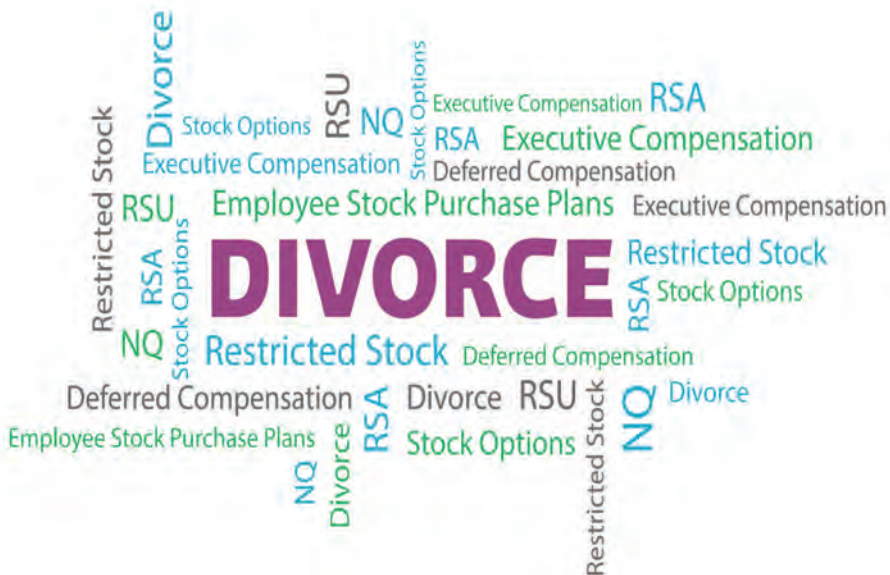 Divorce
Stock Options
RSU
NQ
Stock Options
Executive Compensation
RSA
RSA
Executive Compensation
Executive Compensation
Deferred Compensation
Restricted Stock
RSU
Employee Stock Purchase Plans
Executive Compensation
RSA
Stock Options
DIVORCE
Restricted Stock
RSA
Stock Options
NQ
Restricted Stock
Deferred Compensation
Deferred Compensation
RSA
Divorce
RSU
Restricted Stock
NQ
Divorce
Employee Stock Purchase Plans
NQ
Divorce
Stock Options